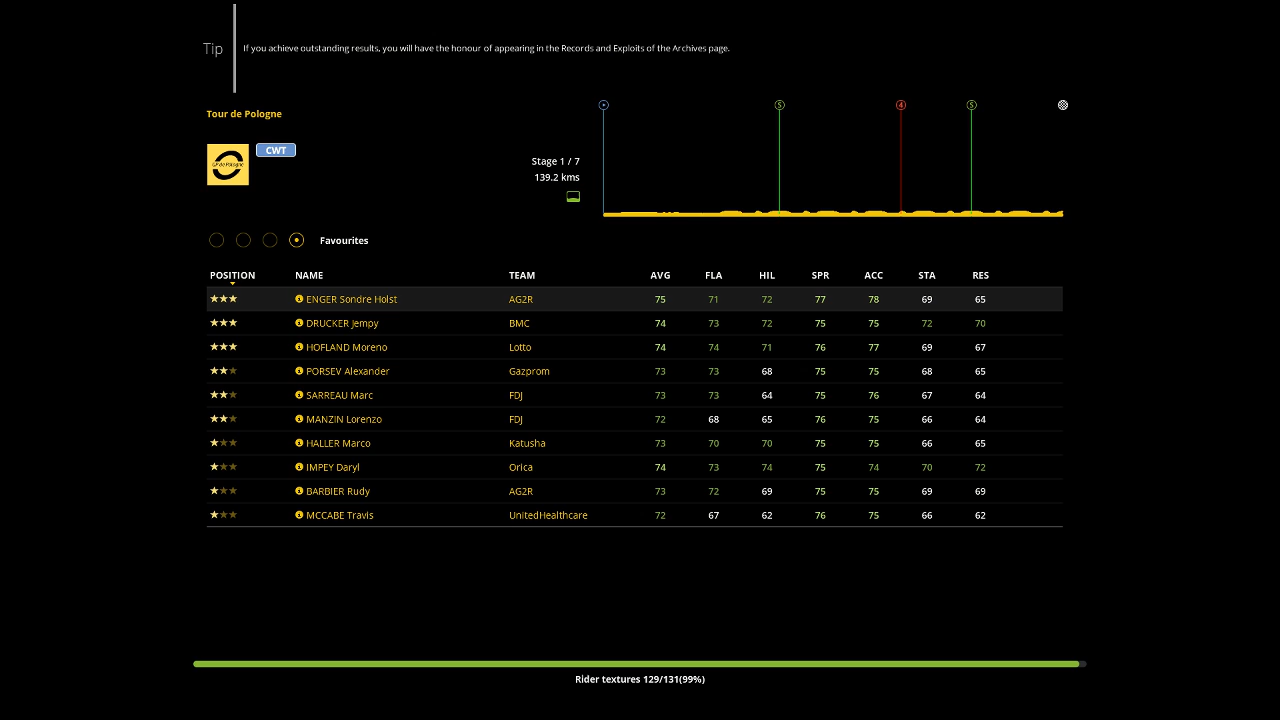 Tip
If you achieve outstanding results, you will have the honour of appearing in the Records and Exploits of the Archives page.
Tour de Pologne
CWT
Stage 1 / 7
139.2 kms
S 4 S
Favourites
POSITION NAME TEAM AVG FLA HIL SPR ACC STA RES
ENGER Sondre Holst AG2R 75 71 72 77 78 69 65
DRUCKER Jempy BMC 74 73 72 75 75 72 70
HOFLAND Moreno Lotto 74 74 71 76 77 69 67
PORSEV Alexander Gazprom 73 73 68 75 75 68 65
SARREAU Marc FDJ 73 73 64 75 76 67 64
MANZIN Lorenzo FDJ 72 68 65 76 75 66 64
HALLER Marco Katusha 73 70 70 75 75 66 65
IMPEY Daryl Orica 74 73 74 75 74 70 72
BARBIER Rudy AG2R 73 72 69 75 75 69 69
MCCABE Travis UnitedHealthcare 72 67 62 76 75 66 62
Rider textures 129/131(99%)